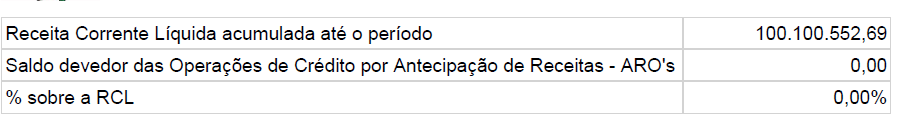 Receita Corrente Líquida acumulada até o período 100.100.552,69
Saldo devedor das Operações de Crédito por Antecipação de Receitas - ARO's 0,00
% sobre a RCL 0,00%